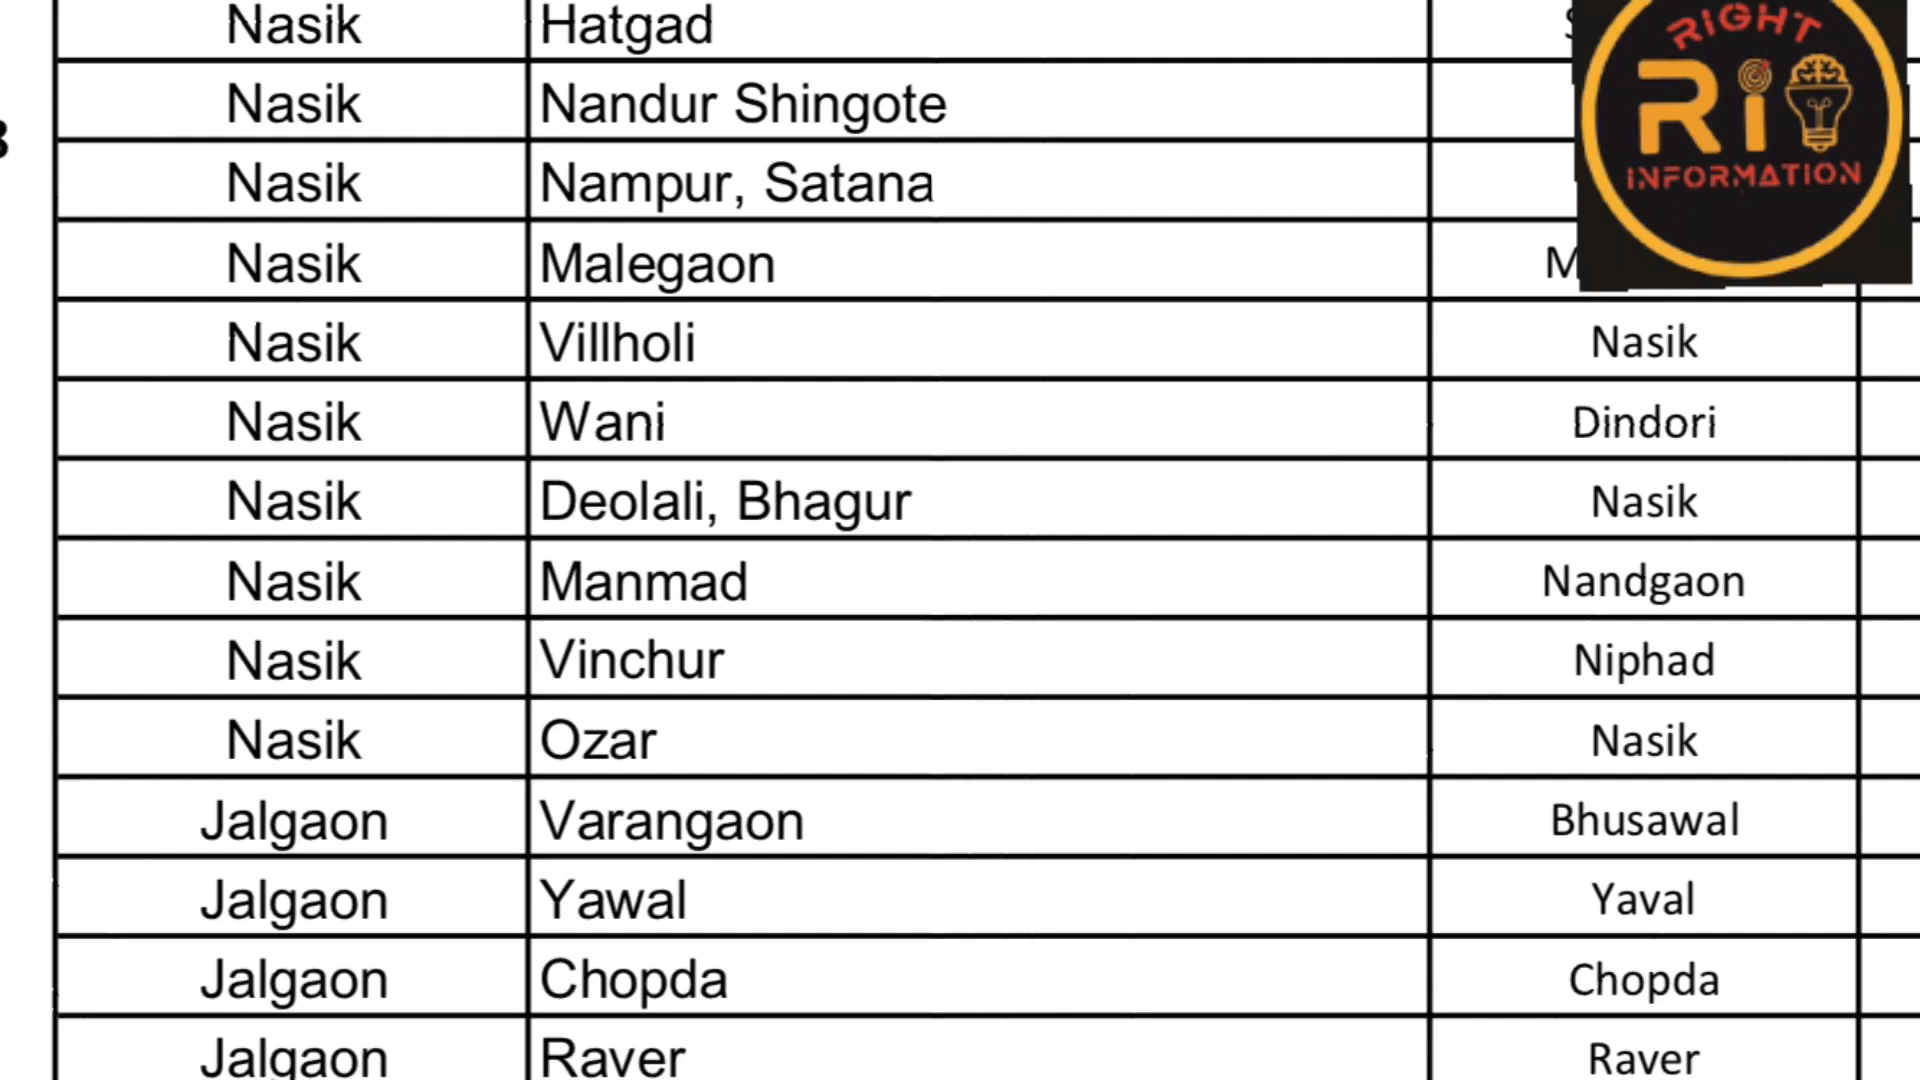 Nasik Hatgad
Nasik Nandur Shingote
Nasik Nampur, Satana
Nasik Malegaon
Nasik Villholi Nasik
Nasik Wani Dindori
Nasik Deolali, Bhagur Nasik
Nasik Manmad Nandgaon
Nasik Vinchur Niphad
Nasik Ozar Nasik
Jalgaon Varangaon Bhusawal
Jalgaon Yawal Yaval
Jalgaon Chopda Chopda
Jalgaon Raver Raver
RIGHT
Ri
INFORMATION